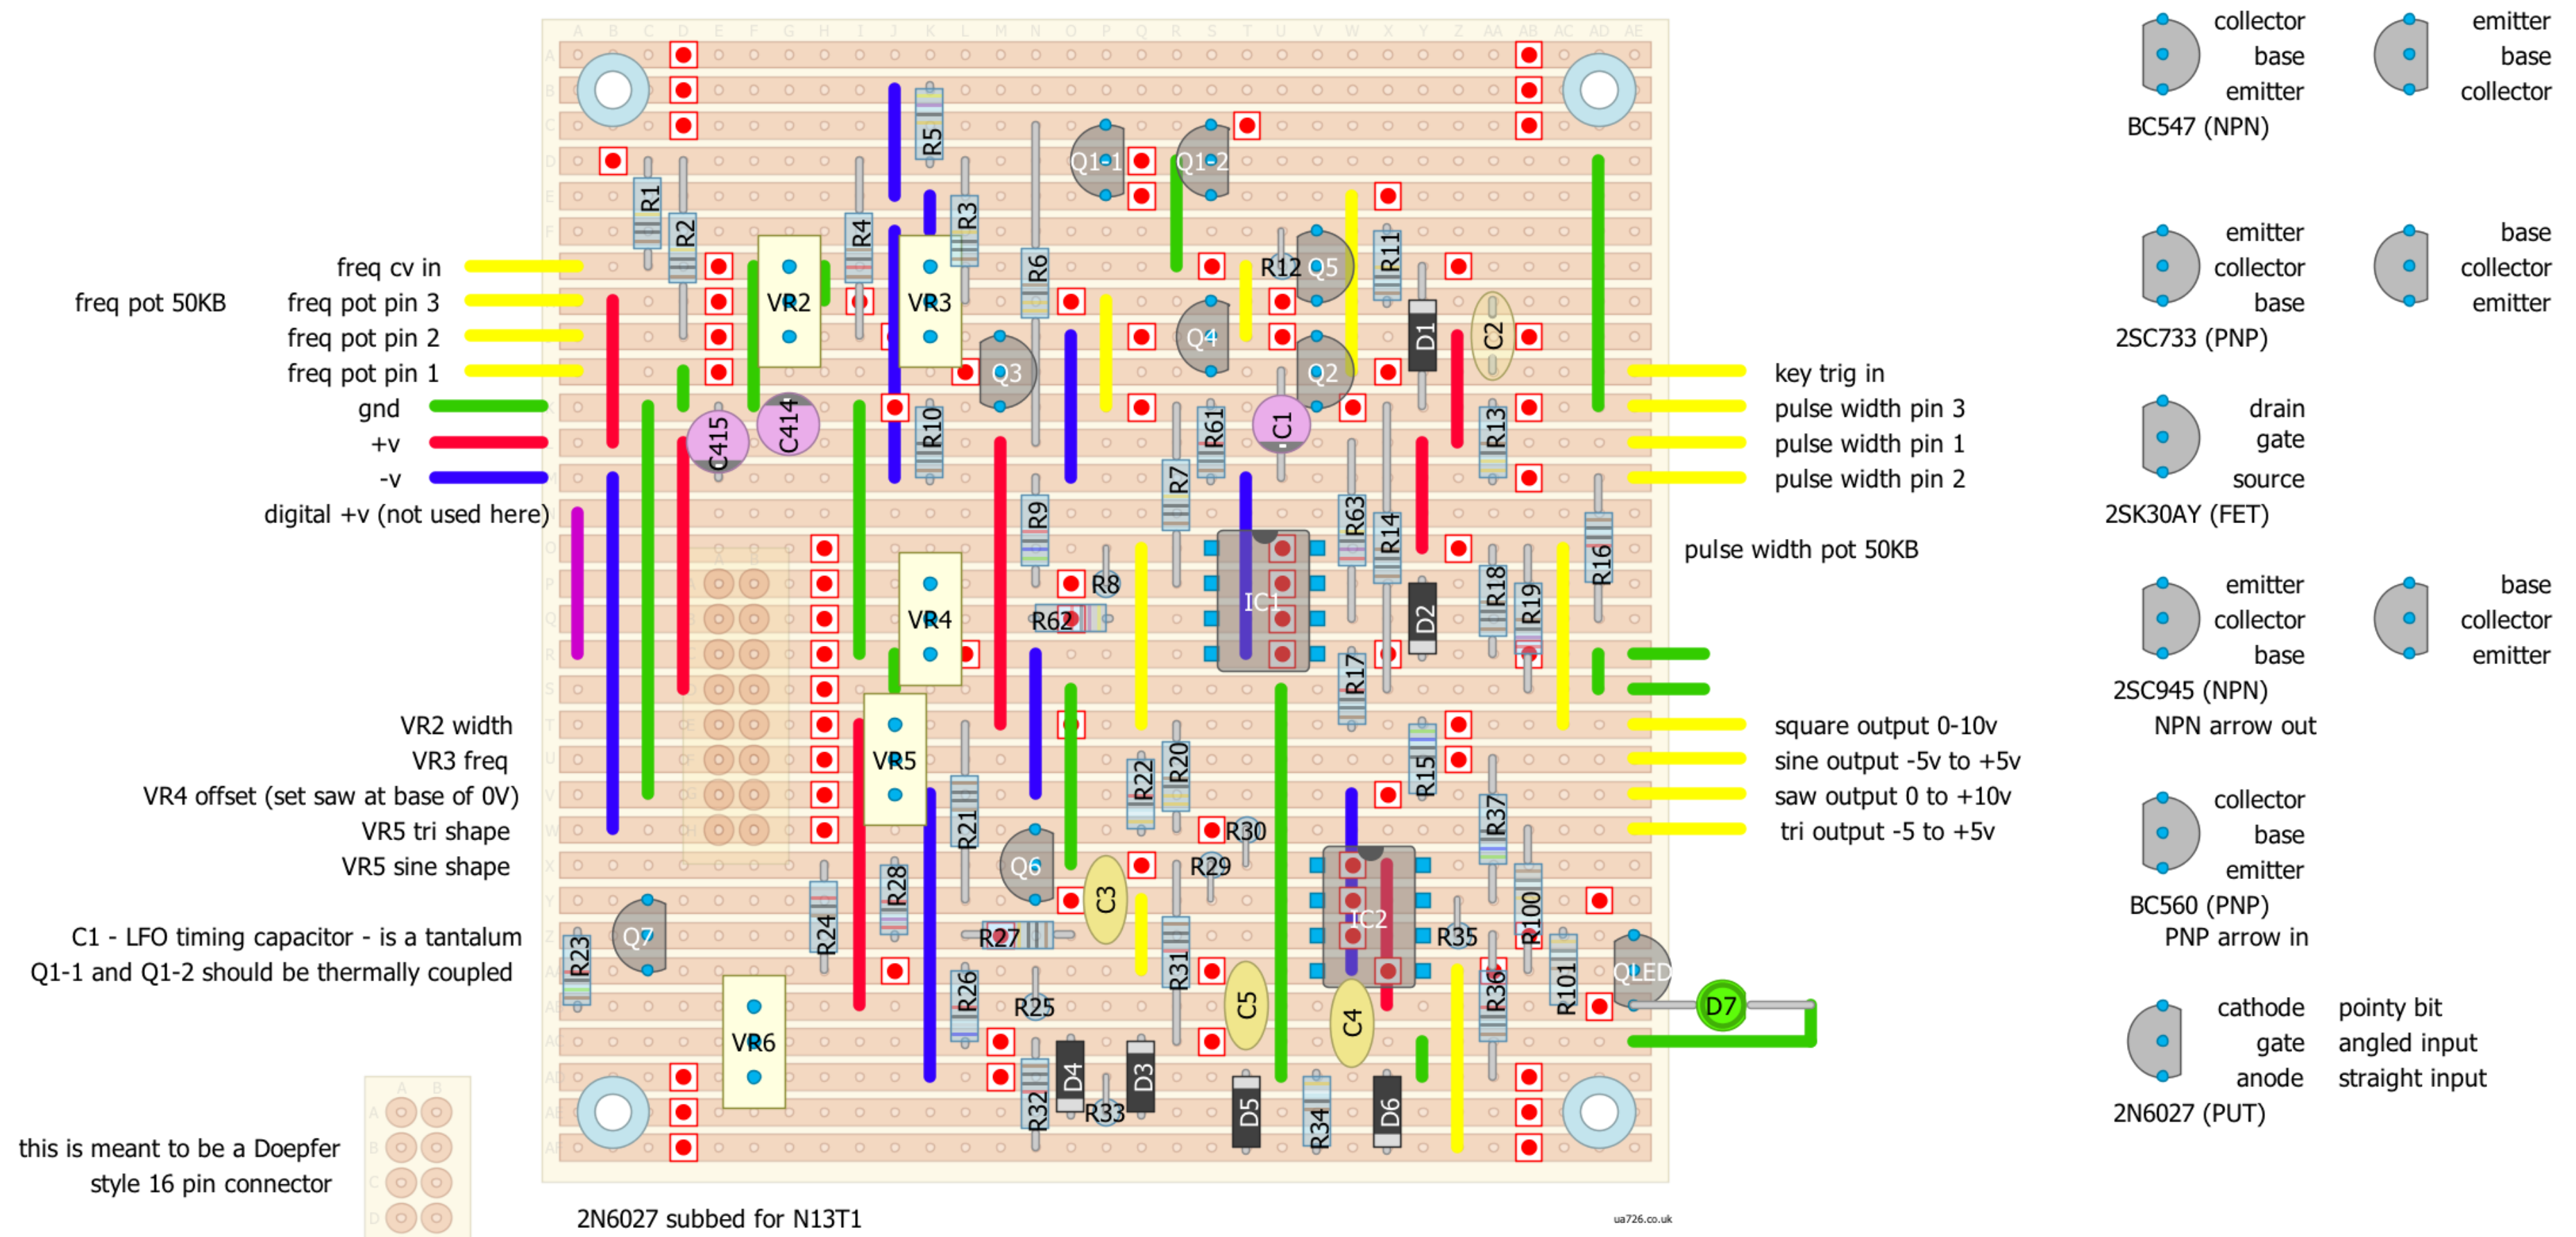 freq cv in
freq pot 50KB freq pot pin 3
freq pot pin 2
freq pot pin 1
gnd
+v
-v
digital +v (not used here)
VR2 width
VR3 freq
VR4 offset (set saw at base of 0V)
VR5 tri shape
VR5 sine shape
C1 - LFO timing capacitor - is a tantalum
Q1-1 and Q1-2 should be thermally coupled
this is meant to be a Doepfer
style 16 pin connector
A B
A
B
C
D
A B C D E F G H I J K L M N O P Q R S T U V W X Y Z AA AB AC AD AE
R5
Q1-1 Q1-2
R1
R2 R4 R3
R6 R12 Q5 R11
VR2 VR3
Q4 D1 C2
Q3 Q2
C415 C414 R10 R61 C1 R13
R7
R9 R63 R14 R16
R8
IC1 R18 R19
VR4 R62 D2
R17
VR5 R22 R20 R15
R21 R30 R37
Q6 R29
R24 R28 C3 IC2 R100
Q7 R27 R35
R23 R31 QLED
R26 R25 C5 C4 R36 R101 D7
VR6
R32 D4 R33 D3 D5 R34 D6
2N6027 subbed for N13T1
ua726.co.uk
key trig in
pulse width pin 3
pulse width pin 1
pulse width pin 2
pulse width pot 50KB
square output 0-10v
sine output -5v to +5v
saw output 0 to +10v
tri output -5 to +5v
collector emitter
base base
emitter collector
BC547 (NPN)
emitter base
collector collector
base emitter
2SC733 (PNP)
drain
gate
source
2SK30AY (FET)
emitter base
collector collector
base emitter
2SC945 (NPN)
NPN arrow out
collector
base
emitter
BC560 (PNP)
PNP arrow in
cathode pointy bit
gate angled input
anode straight input
2N6027 (PUT)